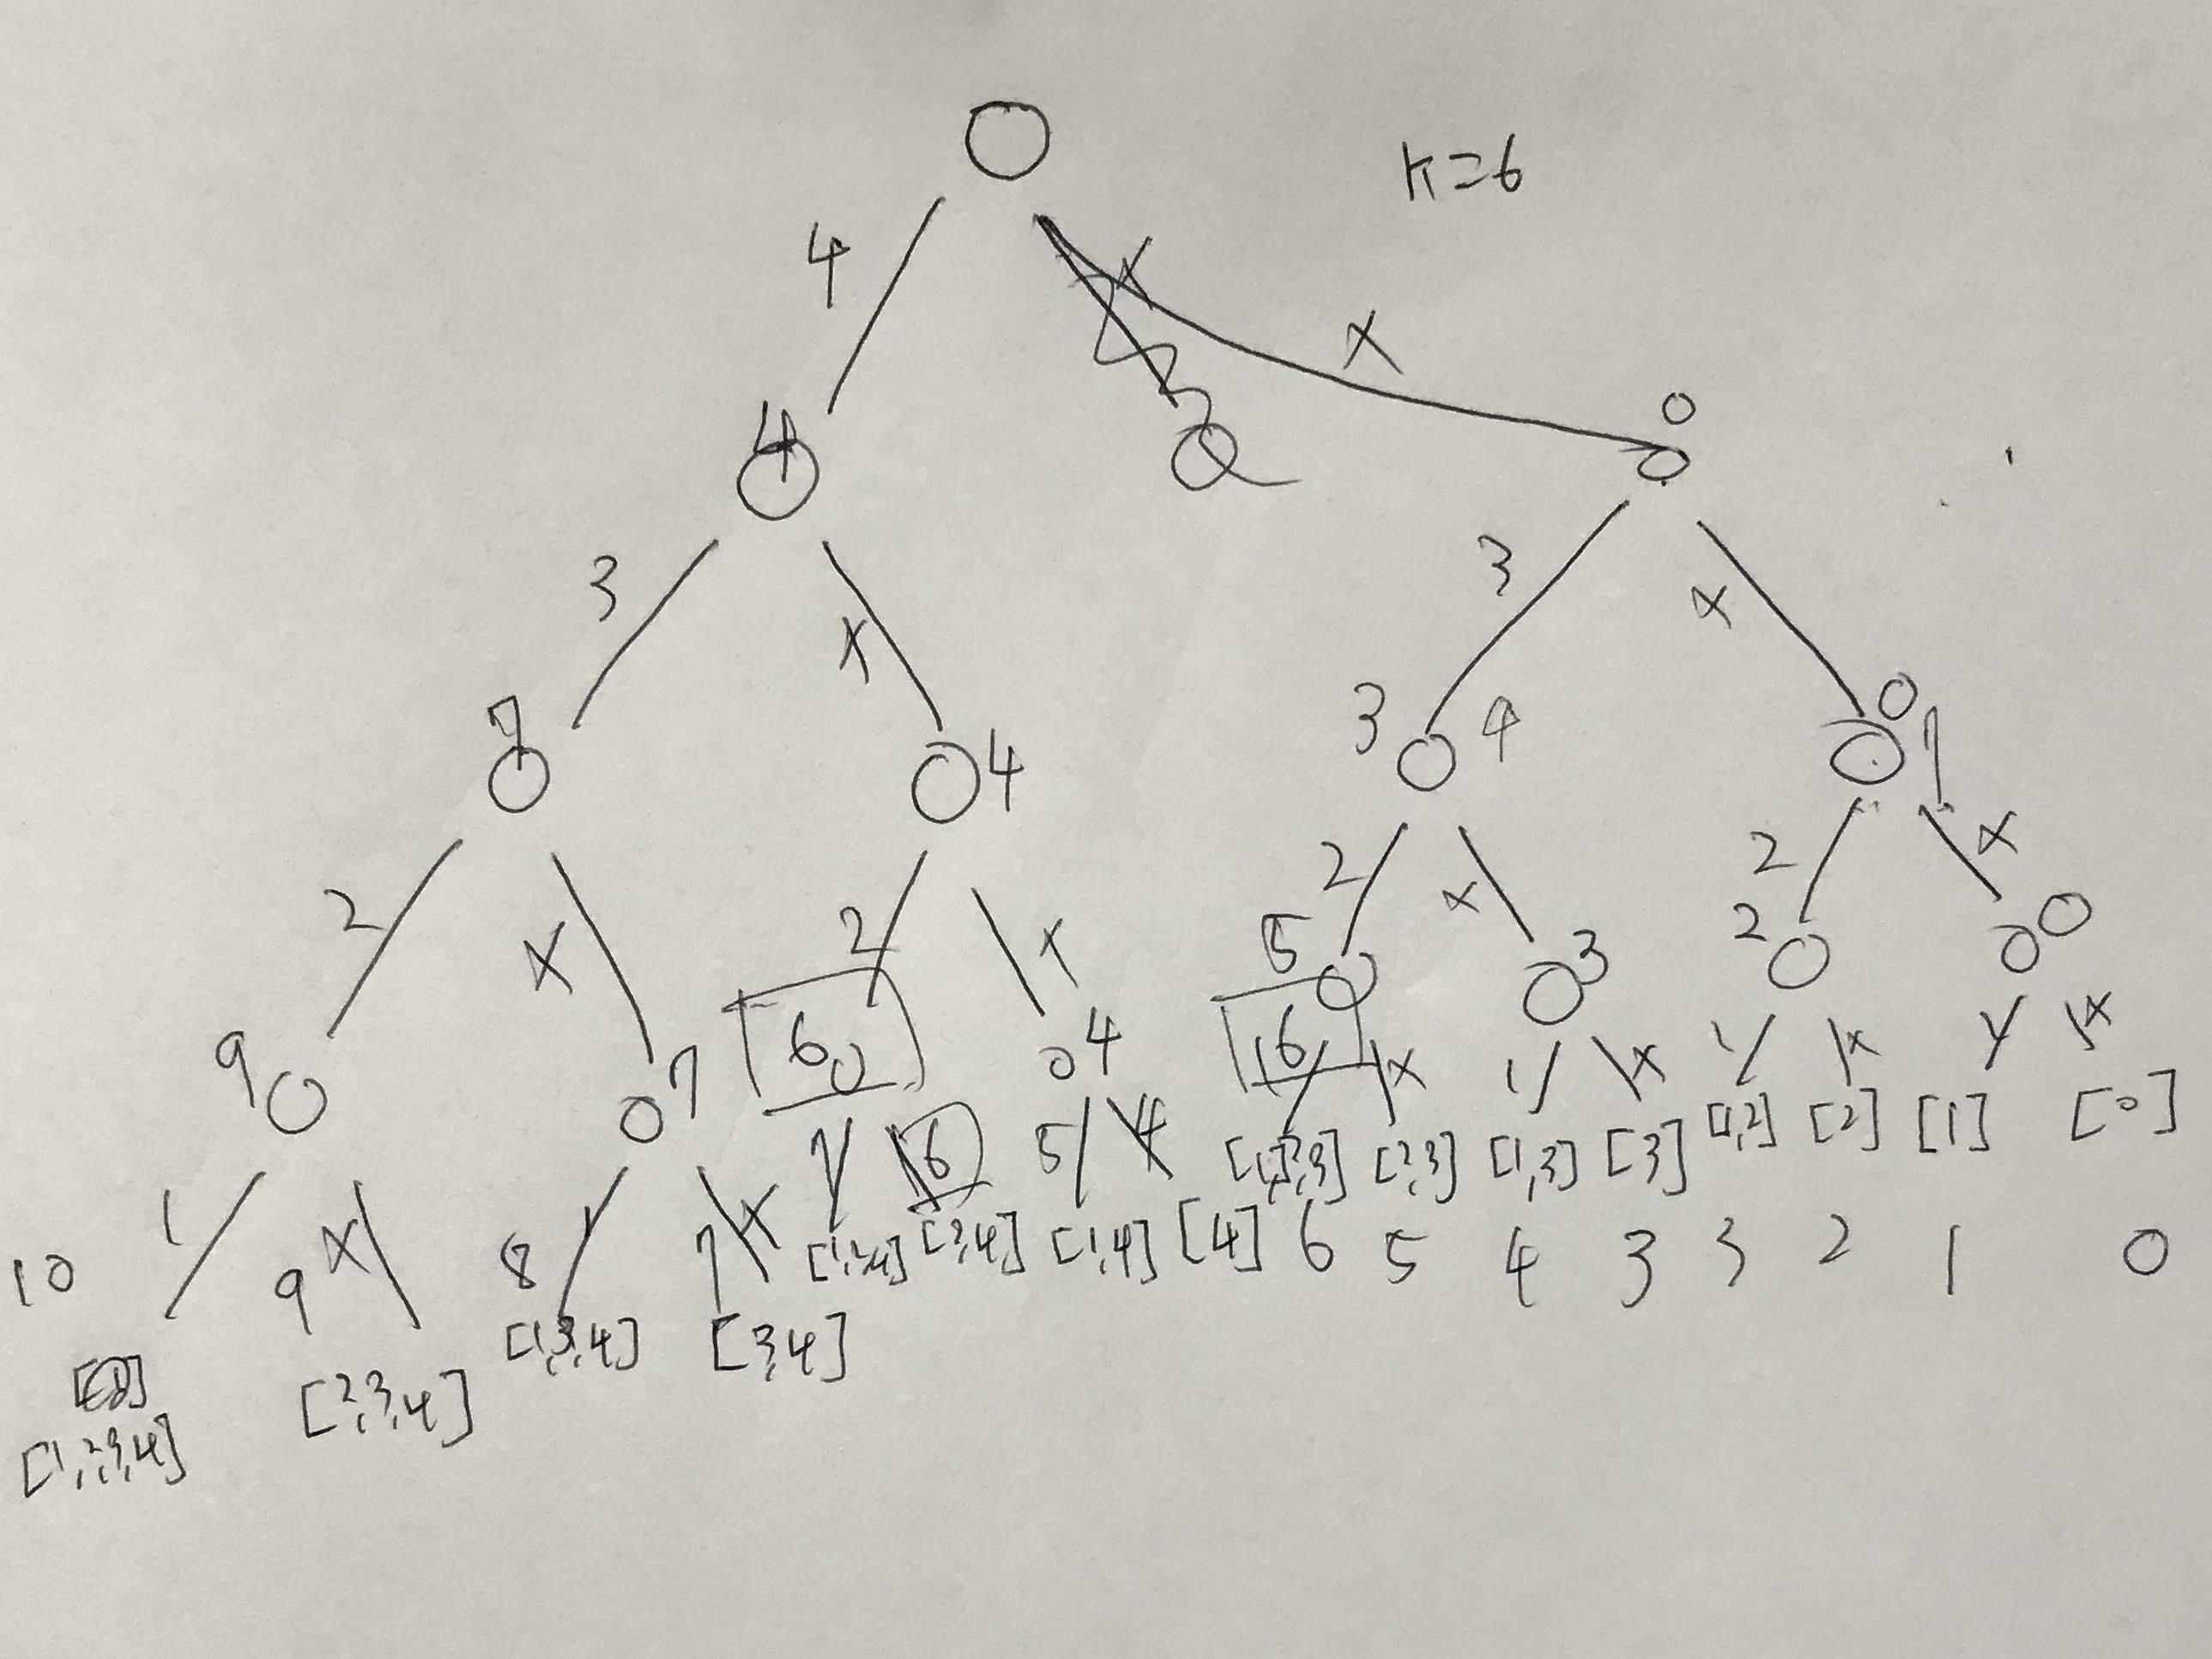 K=6
4 X X
4 0
3 X 3 X
7 4 3 4 0 1
2 X 2 X 2 X 2 X
9 7 6 4 5 3 2 0
6 X 1 X 1 X 1 X
1 X 1 X 1 6 5 4
[1,2,3] [2,3] [1,3] [3] [1,2] [2] [1] [0]
10 9 8 7
[1,2,4] [2,4] [1,4] [4] 6 5 4 3 3 2 1 0
[1,3,4] [3,4]
[2,3,4]
[1,2,3,4]